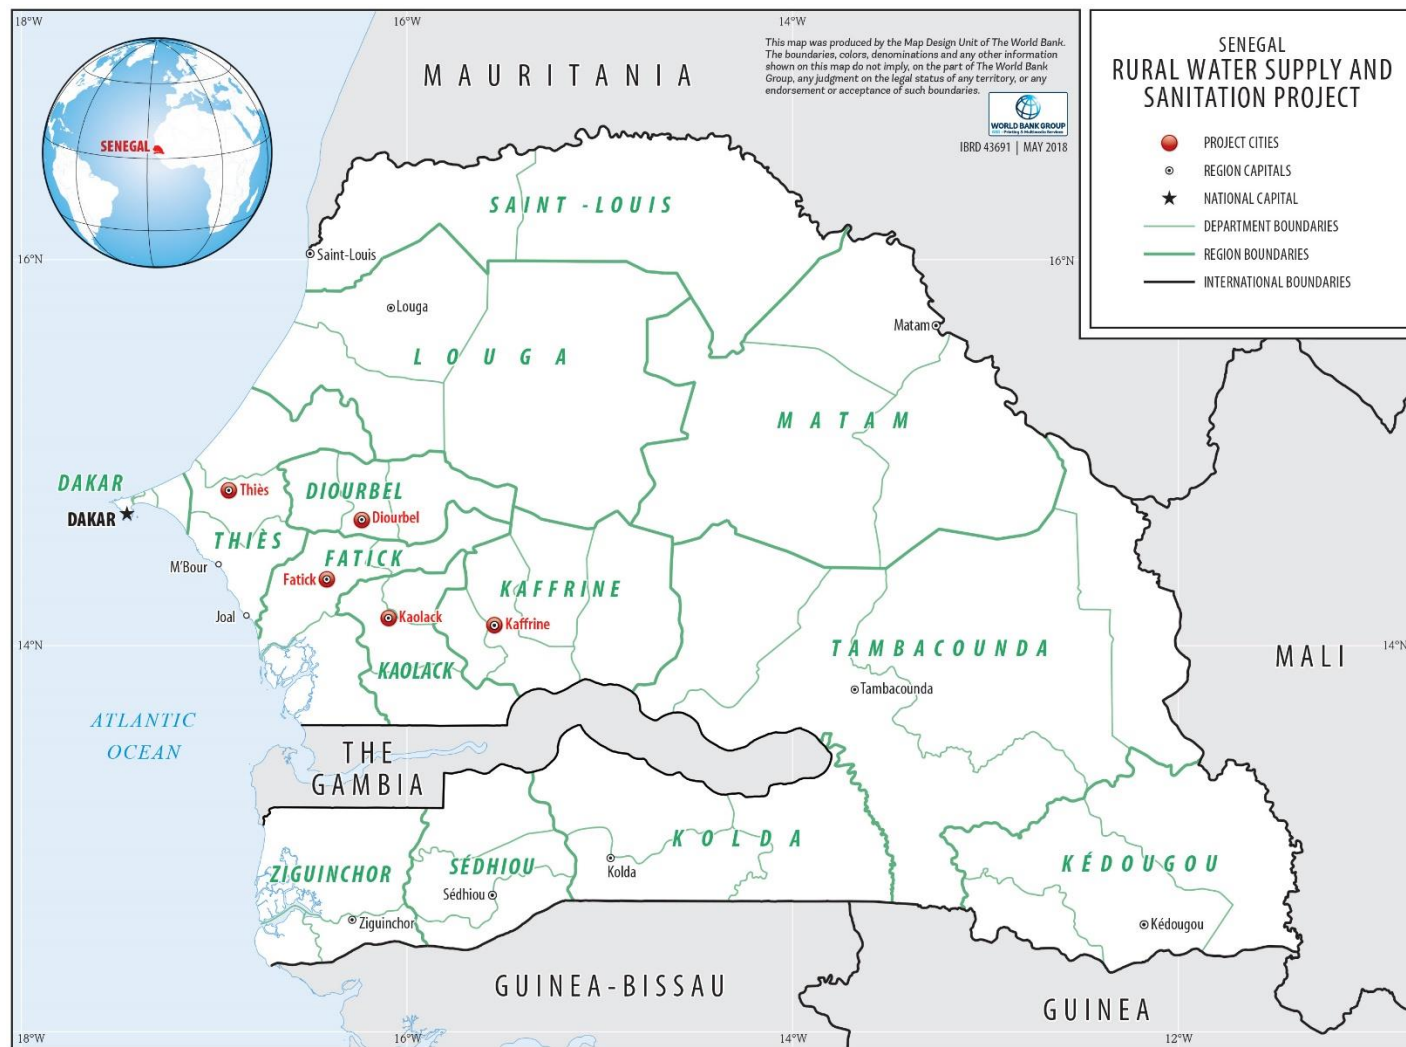 18°W
16°W
14°W
MAURITANIA
This map was produced by the Map Design Unit of The World Bank.
The boundaries, colors, denominations and any other information
shown on this map do not imply, on the part of The World Bank
Group, any judgment on the legal status of any territory, or any
endorsement or acceptance of such boundaries.
WORLD BANK GROUP
IBRD 43691 | MAY 2018
SENEGAL
RURAL WATER SUPPLY AND
SANITATION PROJECT
PROJECT CITIES
REGION CAPITALS
NATIONAL CAPITAL
DEPARTMENT BOUNDARIES
REGION BOUNDARIES
INTERNATIONAL BOUNDARIES
SENEGAL
SAINT-LOUIS
Saint-Louis
16°N
16°N
Louga
Matam
LOUGA
MATAM
DAKAR
DAKAR
Thiès
DIOURBEL
Diourbel
THIÈS
FATICK
M'Bour
Fatick
KAFFRINE
Joal
Kaolack
Kaffrine
14°N
14°N
TAMBACOUNDA
MALI
KAOLACK
Tambacounda
ATLANTIC
OCEAN
THE
GAMBIA
KOLDA
ZIGUINCHOR
SÉDHIOU
KÉDOUGOU
Kolda
Sédhiou
Ziguinchor
Kédougou
GUINEA-BISSAU
GUINEA
18°W
16°W
14°W
12°W